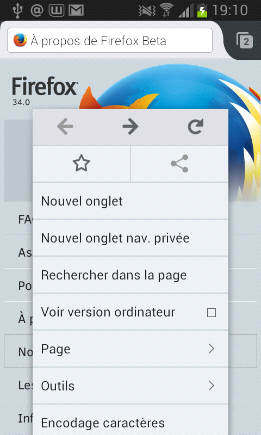 19:10
À propos de Firefox Beta
2
Firefox
34.0
Nouvel onglet
FA
Nouvel onglet nav. privée
As
Rechercher dans la page
Po
Voir version ordinateur
À p
Page
No
Outils
Les
Encodage caractères
Inf